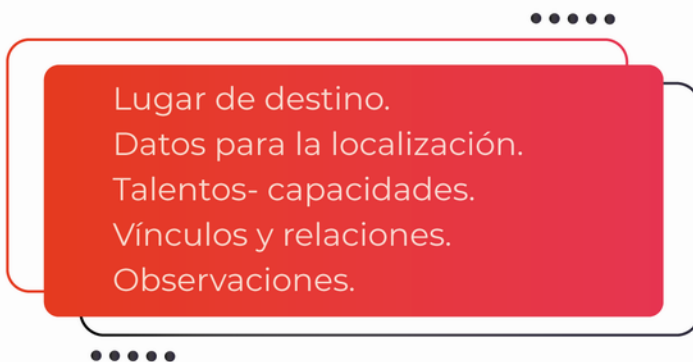 Lugar de destino.
Datos para la localización.
Talentos- capacidades.
Vínculos y relaciones.
Observaciones.